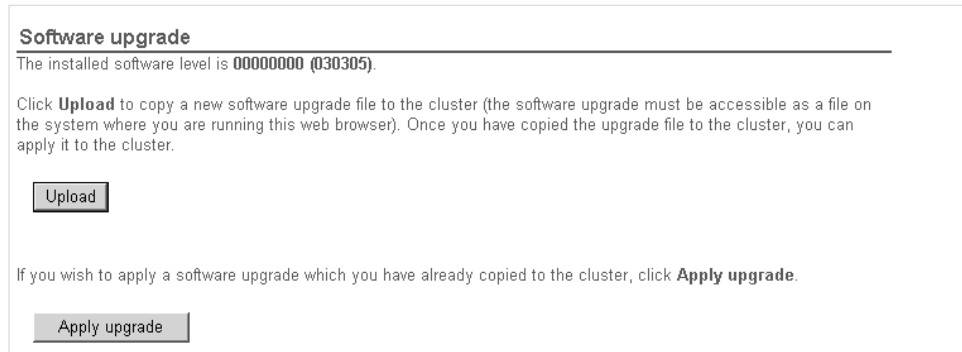 Software upgrade
The installed software level is 00000000 (030305).
Click Upload to copy a new software upgrade file to the cluster (the software upgrade must be accessible as a file on
the system where you are running this web browser). Once you have copied the upgrade file to the cluster, you can
apply it to the cluster.
Upload
If you wish to apply a software upgrade which you have already copied to the cluster, click Apply upgrade.
Apply upgrade